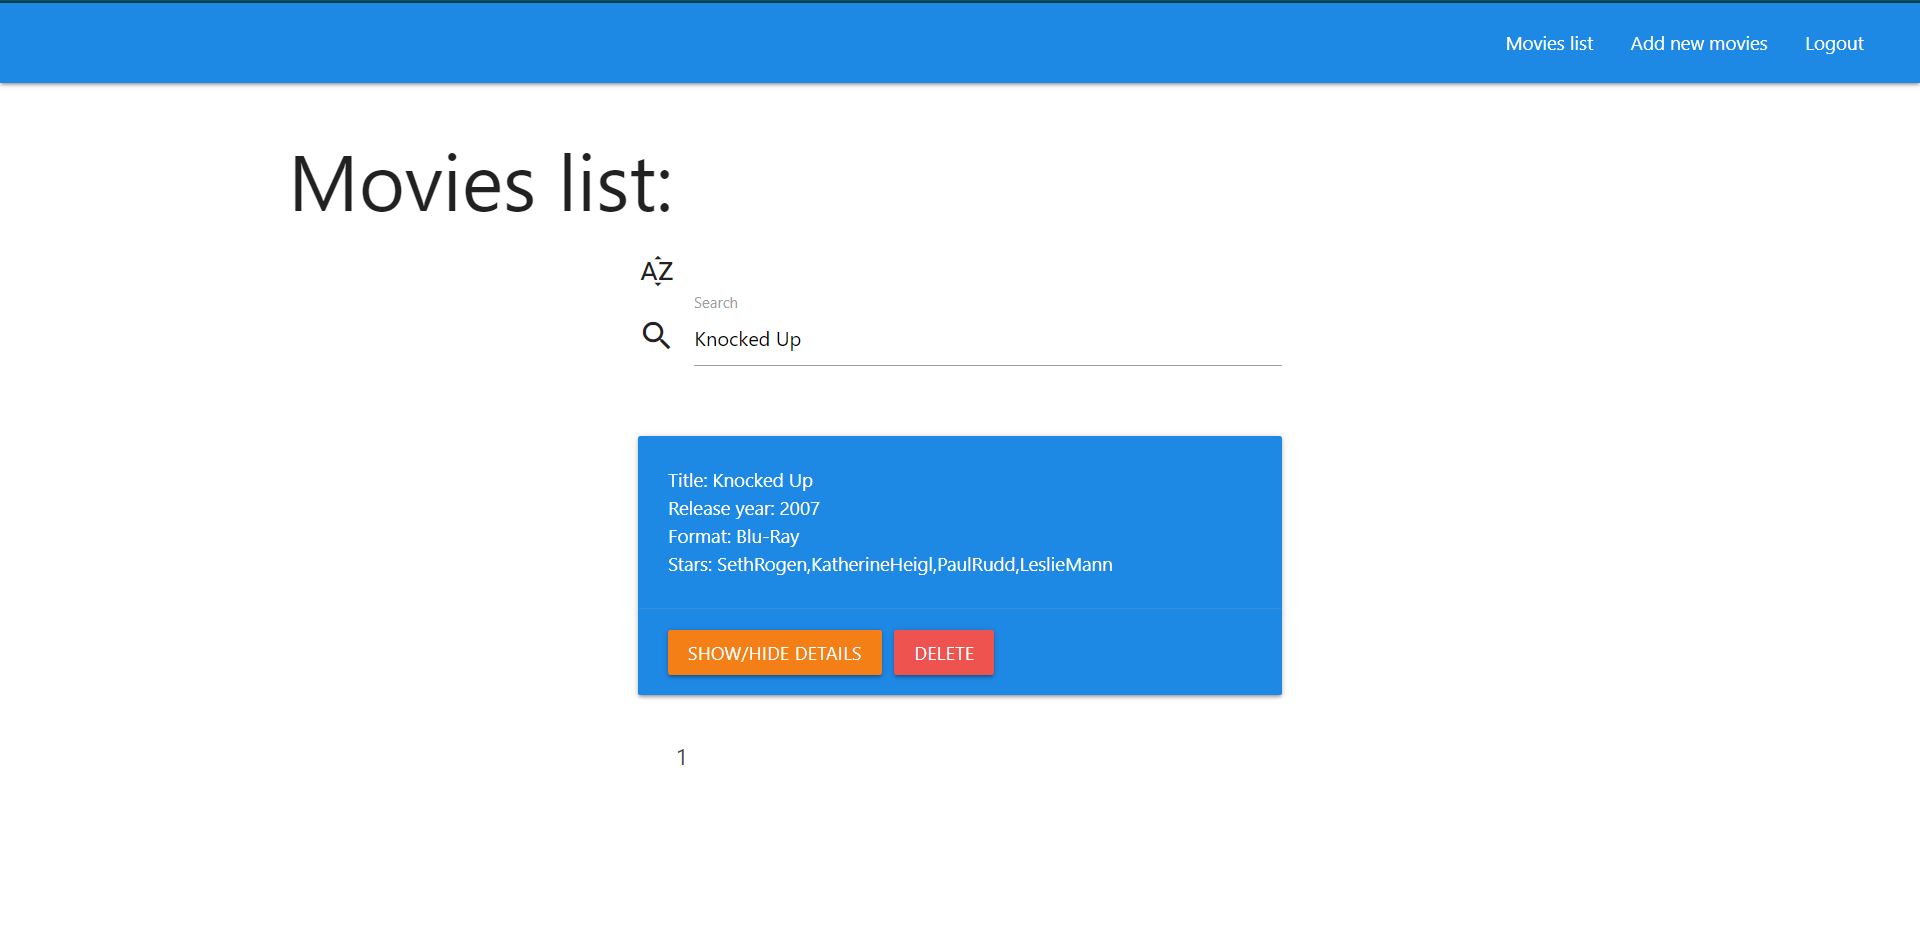 Movies list Add new movies Logout
Movies list:
AZ
Search
Knocked Up
Title: Knocked Up
Release year: 2007
Format: Blu-Ray
Stars: SethRogen,KatherineHeigl,PaulRudd,LeslieMann
SHOW/HIDE DETAILS DELETE
1